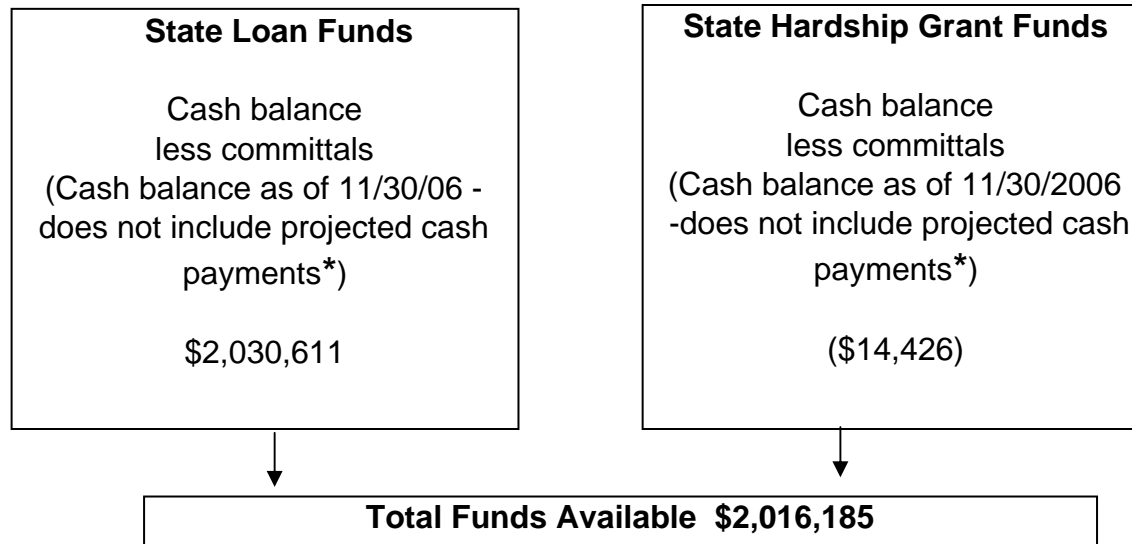 State Loan Funds
Cash balance
less committals
(Cash balance as of 11/30/06 -
does not include projected cash
payments*)
$2,030,611
State Hardship Grant Funds
Cash balance
less committals
(Cash balance as of 11/30/2006
-does not include projected cash
payments*)
($14,426)
Total Funds Available $2,016,185